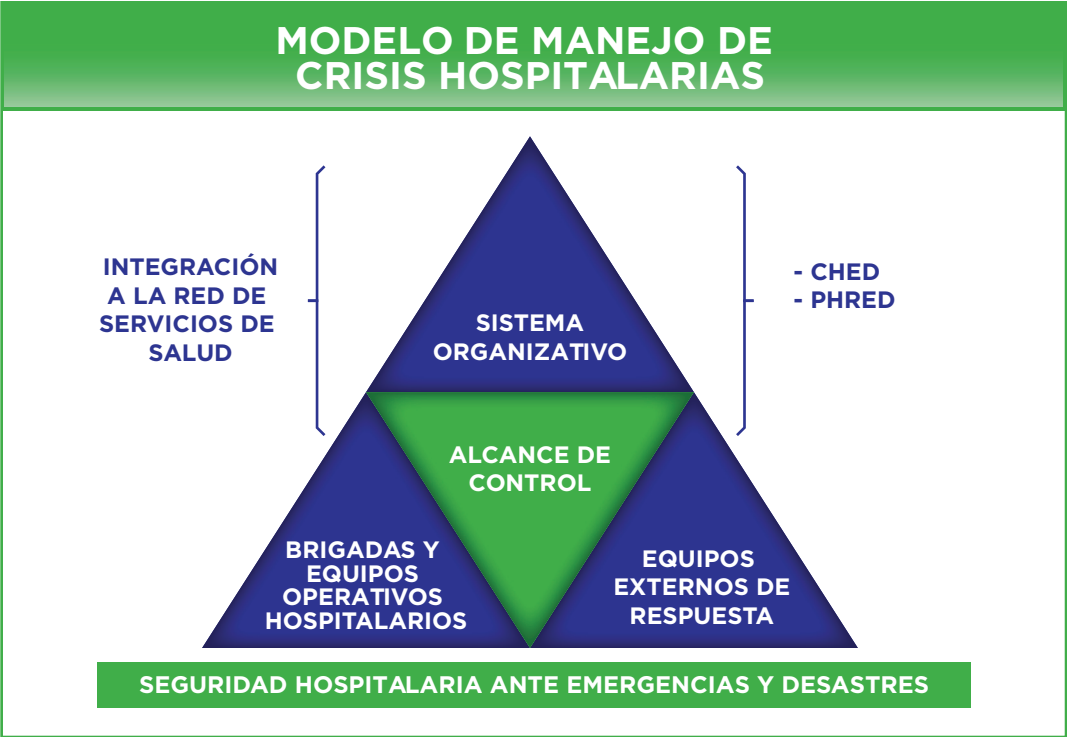 MODELO DE MANEJO DE
CRISIS HOSPITALARIAS
INTEGRACIÓN
A LA RED DE
SERVICIOS DE
SALUD
- CHED
- PHRED
SISTEMA
ORGANIZATIVO
ALCANCE DE
CONTROL
BRIGADAS Y
EQUIPOS
OPERATIVOS
HOSPITALARIOS
EQUIPOS
EXTERNOS DE
RESPUESTA
SEGURIDAD HOSPITALARIA ANTE EMERGENCIAS Y DESASTRES